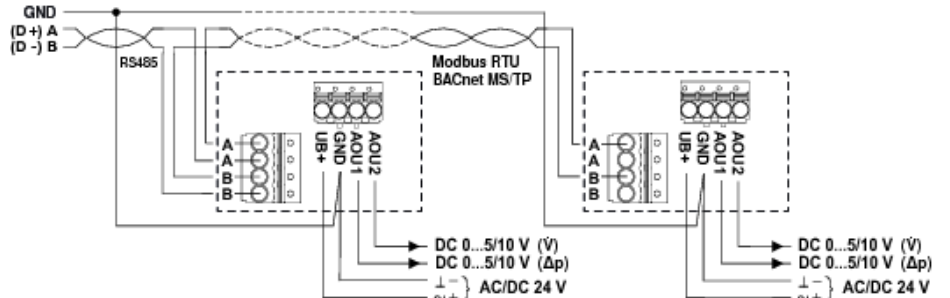 GND
(D+) A
(D-) B
RS485
Modbus RTU
BACnet MS/TP
A
A
B
B
UB+
GND
AOU1
AOU2
DC 0...5/10 V (V̇)
DC 0...5/10 V (Δp)
⊥ −
AC/DC 24 V
A
A
B
B
UB+
GND
AOU1
AOU2
DC 0...5/10 V (V̇)
DC 0...5/10 V (Δp)
⊥ −
AC/DC 24 V